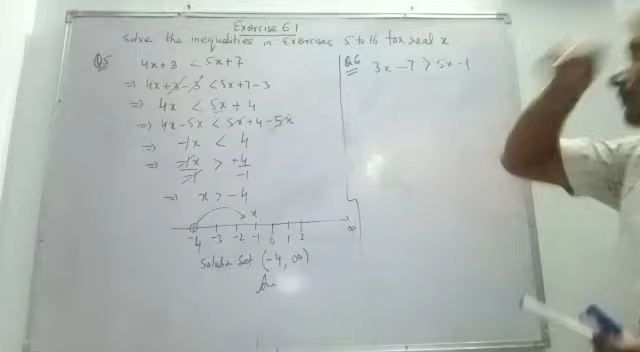 Exercise 6.1
Solve the inequalities in Exercises 5 to 16 for real x
Q5 4x+3 < 5x+7
⇒ 4x+3-3 < 5x+7-3
⇒ 4x < 5x+4
⇒ 4x-5x < 5x+4-5x
⇒ -1x < 4
⇒ -1x/-1 > +4/-1
⇒ x > -4
x
-4 -3 -2 -1 0 1 2 ∞
Solution Set (-4, ∞)
Ans
Q6 3x-7 > 5x-1